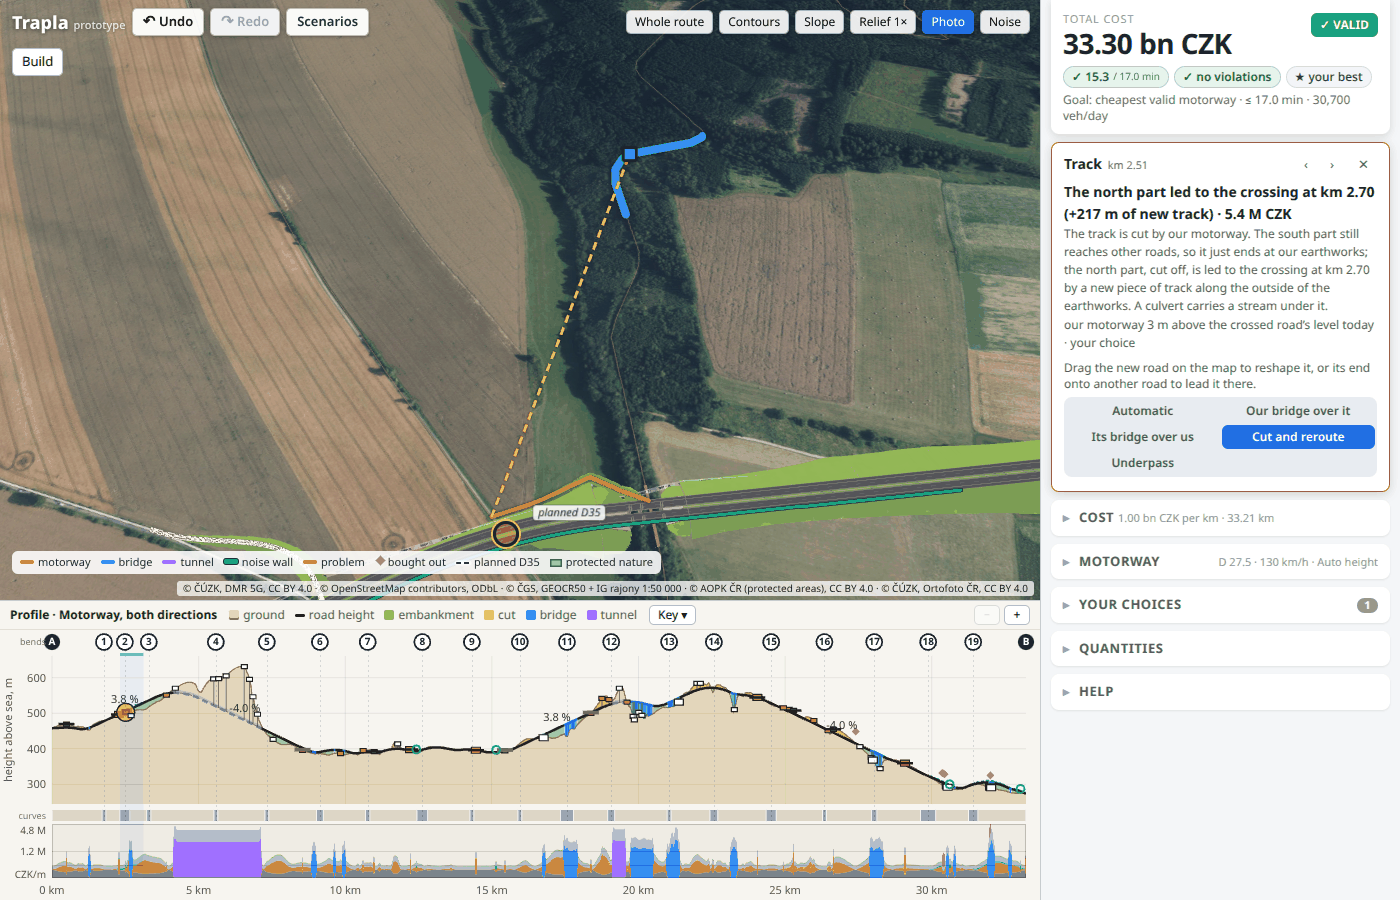 Trapla prototype
↶ Undo
↷ Redo
Scenarios
Whole route
Contours
Slope
Relief 1×
Photo
Noise
Build
planned D35
motorway
bridge
tunnel
noise wall
problem
bought out
planned D35
protected nature
© ČÚZK, DMR 5G, CC BY 4.0 · © OpenStreetMap contributors, ODbL · © ČGS, GEOCR50 + IG rajony 1:50 000 · © AOPK ČR (protected areas), CC BY 4.0 · © ČÚZK, Ortofoto ČR, CC BY 4.0
TOTAL COST
33.30 bn CZK
✓ VALID
✓ 15.3 / 17.0 min
✓ no violations
★ your best
Goal: cheapest valid motorway · ≤ 17.0 min · 30,700
veh/day
Track km 2.51
‹ › ✕
The north part led to the crossing at km 2.70
(+217 m of new track) · 5.4 M CZK
The track is cut by our motorway. The south part still
reaches other roads, so it just ends at our earthworks;
the north part, cut off, is led to the crossing at km 2.70
by a new piece of track along the outside of the
earthworks. A culvert carries a stream under it.
our motorway 3 m above the crossed road's level today
· your choice
Drag the new road on the map to reshape it, or its end
onto another road to lead it there.
Automatic
Our bridge over it
Its bridge over us
Cut and reroute
Underpass
▸ COST 1.00 bn CZK per km · 33.21 km
▸ MOTORWAY D 27.5 · 130 km/h · Auto height
▸ YOUR CHOICES 1
▸ QUANTITIES
▸ HELP
Profile · Motorway, both directions
ground
road height
embankment
cut
bridge
tunnel
Key ▾
− +
bends A 1 2 3 4 5 6 7 8 9 10 11 12 13 14 15 16 17 18 19 B
height above sea, m
600
500
400
300
3.8 %
-4.0 %
3.8 %
-4.0 %
curves
4.8 M
1.2 M
CZK/m
0 km 5 km 10 km 15 km 20 km 25 km 30 km